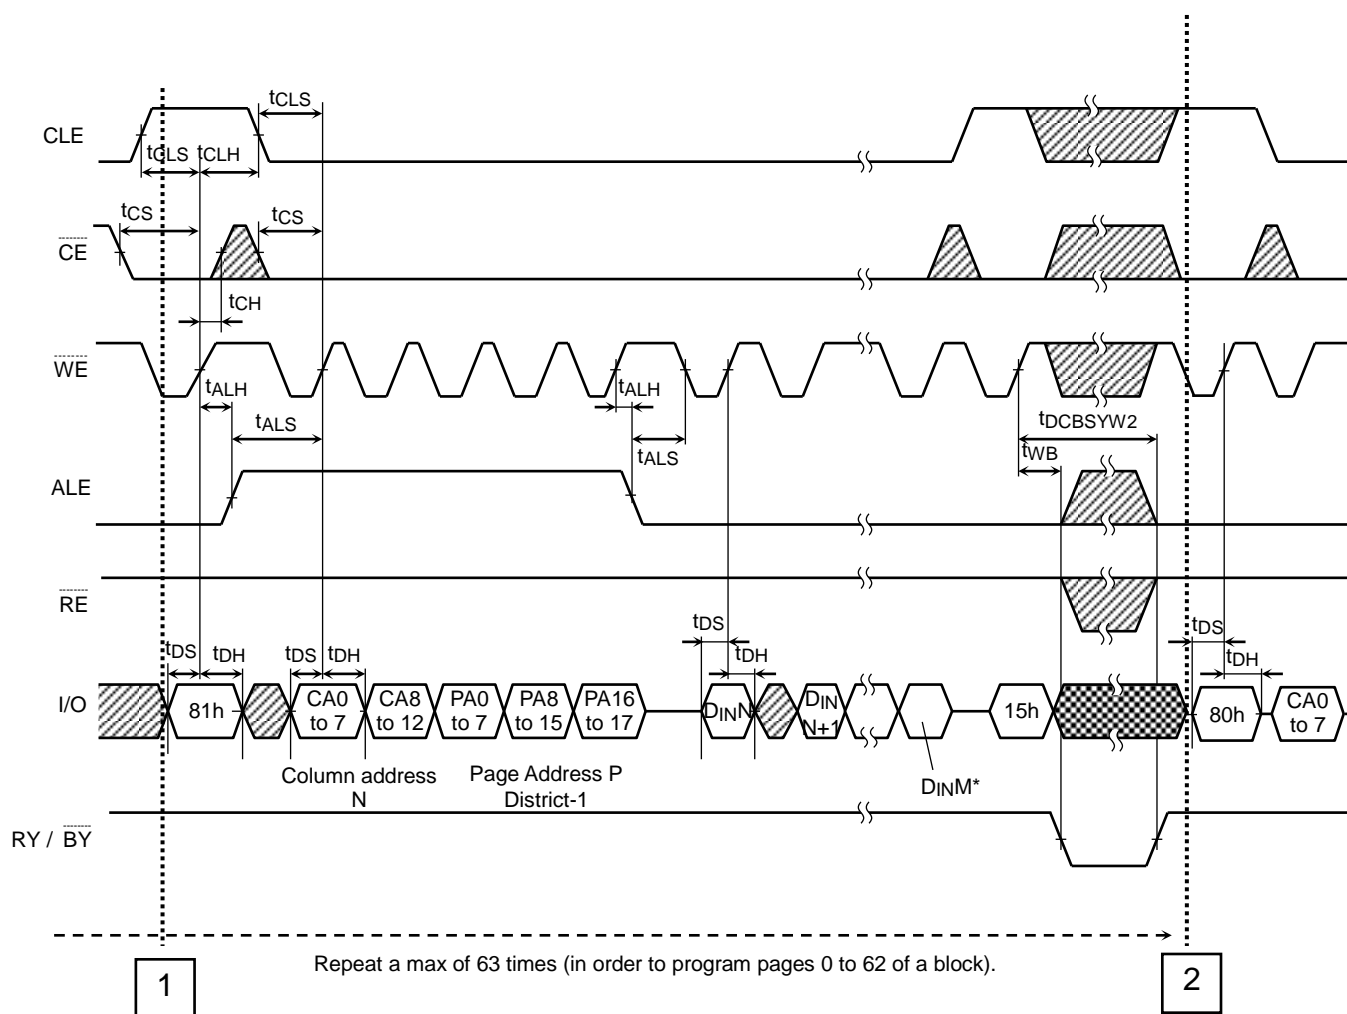 tCLS
CLE
tCLS tCLH
tCS tCS
CE
tCH
WE
tALH tALH
tALS tDCBSYW2
tALS tWB
ALE
RE
tDS
tDS tDH tDS tDH tDH tDS tDH
I/O 81h CA0 to 7 CA8 to 12 PA0 to 7 PA8 to 15 PA16 to 17 DINN DIN N+1 15h 80h CA0 to 7
Column address N
Page Address P District-1
DINM*
RY / BY
Repeat a max of 63 times (in order to program pages 0 to 62 of a block).
1 2